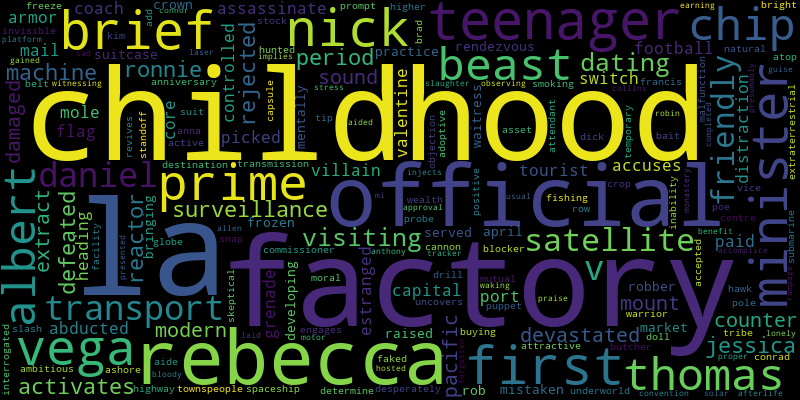 freeze
add
connor
crown
coach
assassinate
stock
prompt
higher
earning
bright
invisible
armor
kim
suitcase
brief
nick
brad
teenager
chip
platform
mail
laser
hunted
implies
period
practice
rendezvous
football
natural
gained
machine
ronnie
rejected
controlled
sound
beast
dating
switch
francis
atop
guise
damaged
belt
witnessing
anniversary
capsule
stress
slaughter
observing
smoking
collins
malfunction
friendly
distraction
industrial
extraterrestrial
mole
flag
revives
standoff
core
suit
anna
active
picked
mentally
tip
aided
valentine
objection
adoptive
waitress
asset
attendant
dick
temporary
robin
bait
completed
childhood
minister
albert
daniel
destination
transmission
villain
mi
wealth
approval
probe
usual
positive
fishing
row
tourist
accuses
crop
inability
monastery
poe
vice
centre
prime
official
extract
defeated
heading
surveillance
la
facility
presented
reactor
bringing
globe
allen
snap
frozen
commissioner
visiting
served
april
cannon
tracker
blocker
satellite
paid
accepted
benefit
accomplice
submarine
factory
skeptical
grenade
developing
moral
estranged
anthony
uncovers
drill
capital
mutual
waking
port
puppet
praise
v
robber
mount
warrior
hawk
pole
counter
tribe
lonely
transport
slash
abducted
modern
interrogated
vega
rebecca
engages
laid
motor
raised
pacific
buying
attractive
first
devastated
market
doll
butcher
jessica
proper
conrad
activates
ambitious
ashore
aide
bloody
highway
townspeople
spaceship
faked
hosted
determine
desperately
rob
mistaken
underworld
thomas
convention
solar
afterlife